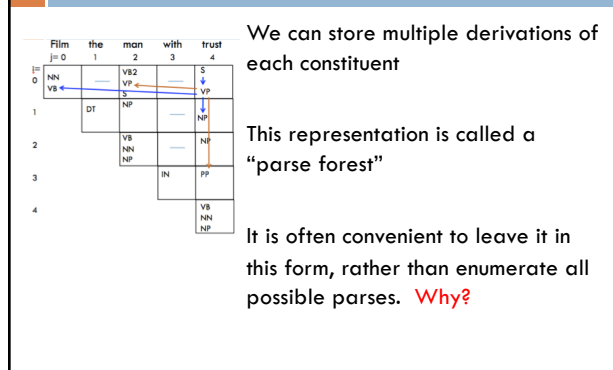 Film the man with trust
j= 0 1 2 3 4
i=
0 NN VB — VB2 VP S — S VP
1 DT NP — NP
2 VB NN NP — NP
3 IN PP
4 VB NN NP
We can store multiple derivations of
each constituent
This representation is called a
“parse forest”
It is often convenient to leave it in
this form, rather than enumerate all
possible parses. Why?